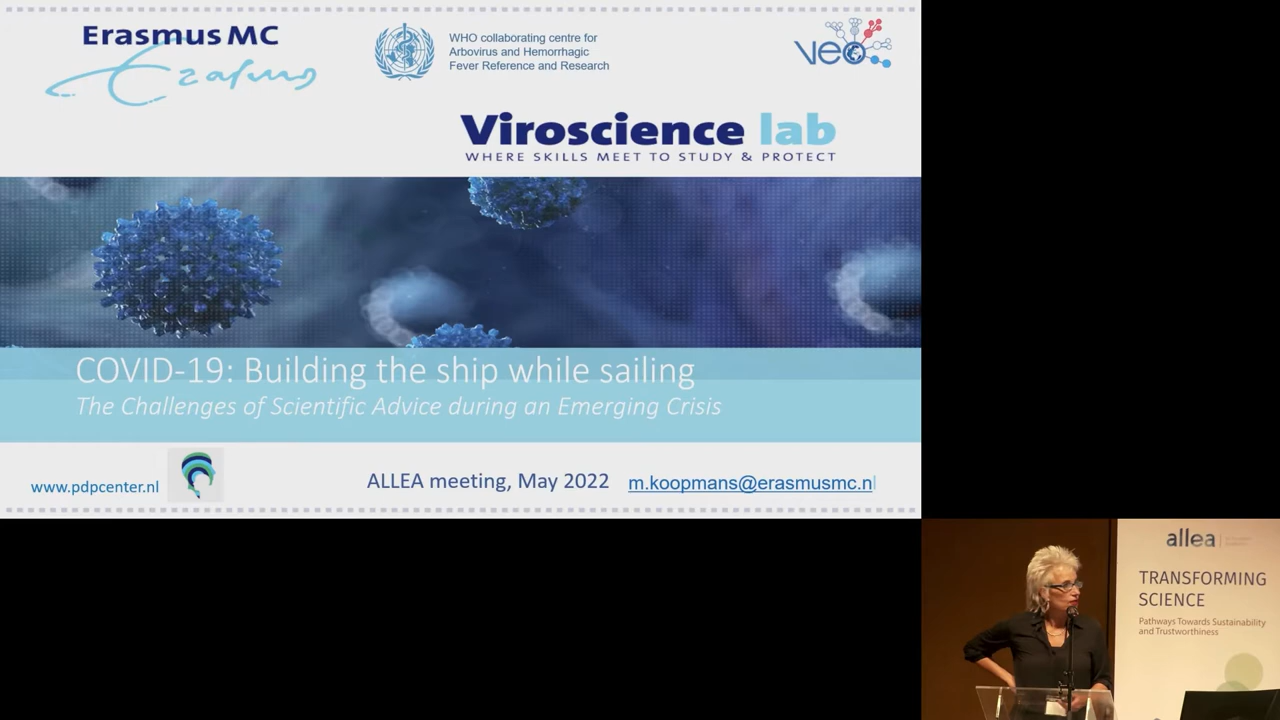 Erasmus MC
Erasmus
WHO collaborating centre for
Arbovirus and Hemorrhagic
Fever Reference and Research
VEO
Viroscience lab
WHERE SKILLS MEET TO STUDY & PROTECT
COVID-19: Building the ship while sailing
The Challenges of Scientific Advice during an Emerging Crisis
www.pdpcenter.nl
ALLEA meeting, May 2022
m.koopmans@erasmusmc.nl
allea
TRANSFORMING
SCIENCE
Pathways Towards Sustainability
and Trustworthiness